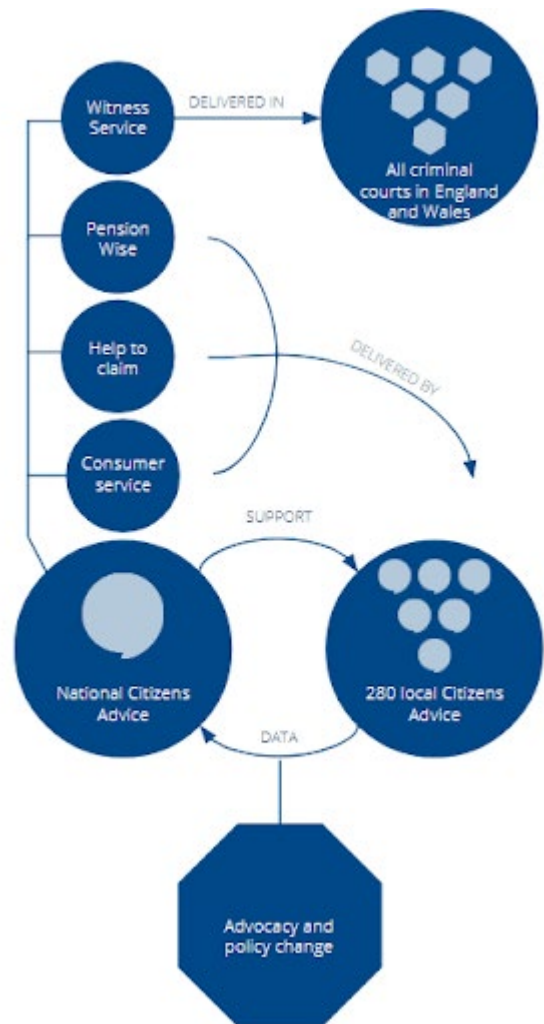 Witness
Service
DELIVERED IN
All criminal
courts in England
and Wales
Pension
Wise
Help to
claim
DELIVERED BY
Consumer
service
SUPPORT
National Citizens
Advice
280 local Citizens
Advice
DATA
Advocacy and
policy change